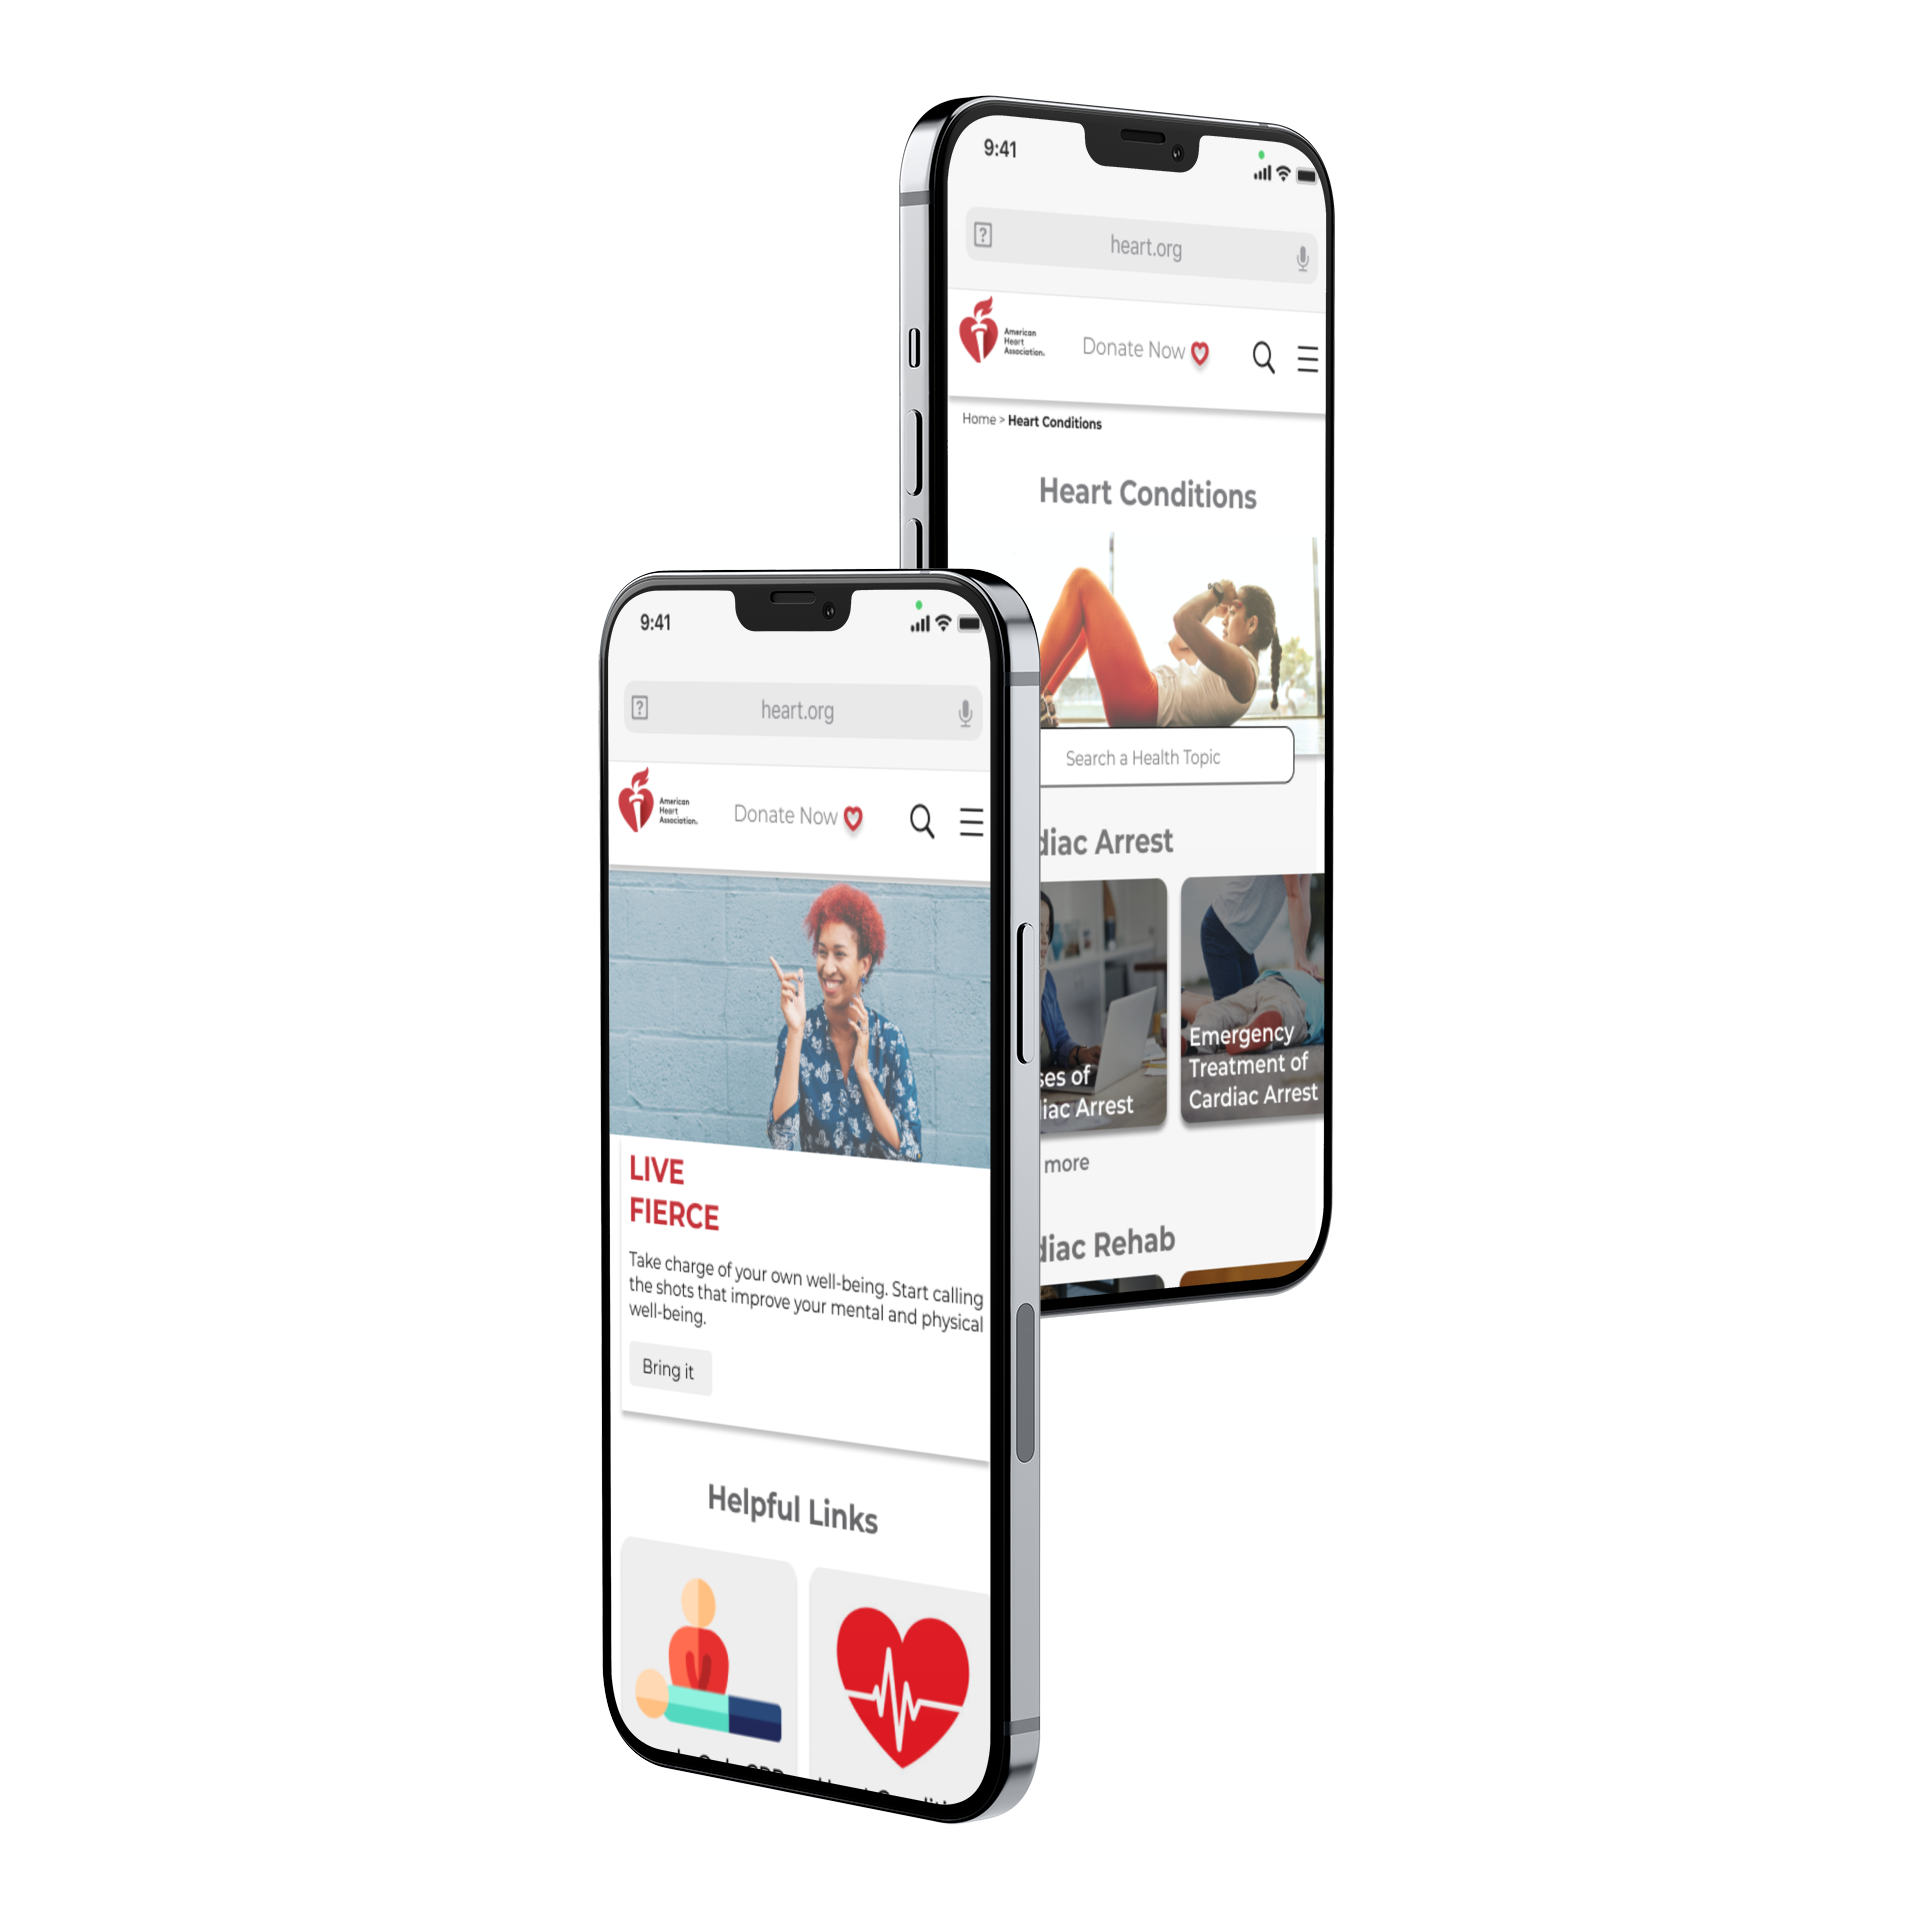 9:41
heart.org
American
Heart
Association.
Donate Now
Home > Heart Conditions
Heart Conditions
Search a Health Topic
diac Arrest
ses of
iac Arrest
Emergency
Treatment of
Cardiac Arrest
more
diac Rehab
9:41
heart.org
American
Heart
Association.
Donate Now
LIVE
FIERCE
Take charge of your own well-being. Start calling
the shots that improve your mental and physical
well-being.
Bring it
Helpful Links